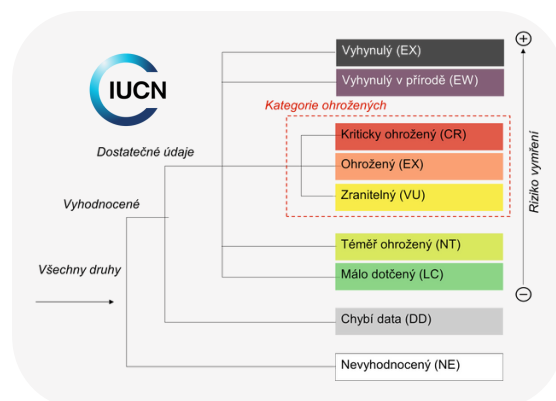 IUCN
Vyhynulý (EX)
Vyhynulý v přírodě (EW)
Kategorie ohrožených
Kriticky ohrožený (CR)
Dostatečné údaje
Ohrožený (EX)
Zranitelný (VU)
Vyhodnocené
Téměř ohrožený (NT)
Všechny druhy
Málo dotčený (LC)
Chybí data (DD)
Nevyhodnocený (NE)
Riziko vymření
+
−